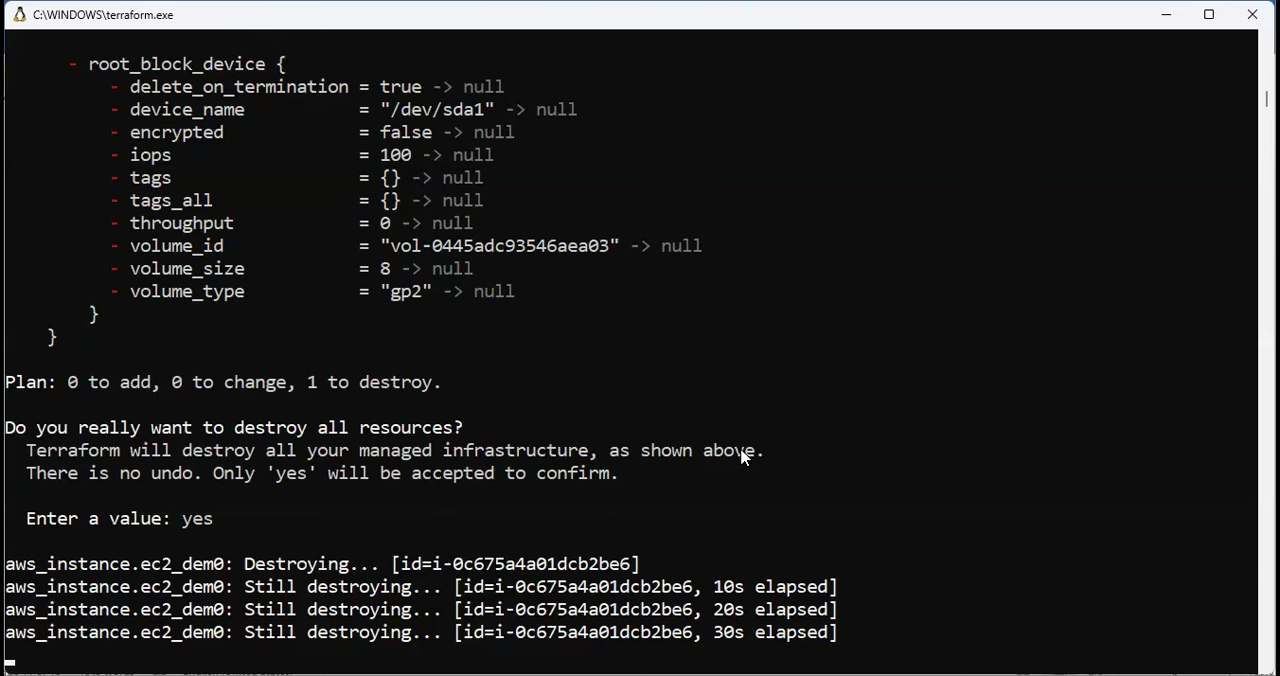 C:\WINDOWS\terraform.exe
- root_block_device {
- delete_on_termination = true -> null
- device_name = "/dev/sda1" -> null
- encrypted = false -> null
- iops = 100 -> null
- tags = {} -> null
- tags_all = {} -> null
- throughput = 0 -> null
- volume_id = "vol-0445adc93546aea03" -> null
- volume_size = 8 -> null
- volume_type = "gp2" -> null
}
}
Plan: 0 to add, 0 to change, 1 to destroy.
Do you really want to destroy all resources?
Terraform will destroy all your managed infrastructure, as shown above.
There is no undo. Only 'yes' will be accepted to confirm.
Enter a value: yes
aws_instance.ec2_dem0: Destroying... [id=i-0c675a4a01dcb2be6]
aws_instance.ec2_dem0: Still destroying... [id=i-0c675a4a01dcb2be6, 10s elapsed]
aws_instance.ec2_dem0: Still destroying... [id=i-0c675a4a01dcb2be6, 20s elapsed]
aws_instance.ec2_dem0: Still destroying... [id=i-0c675a4a01dcb2be6, 30s elapsed]